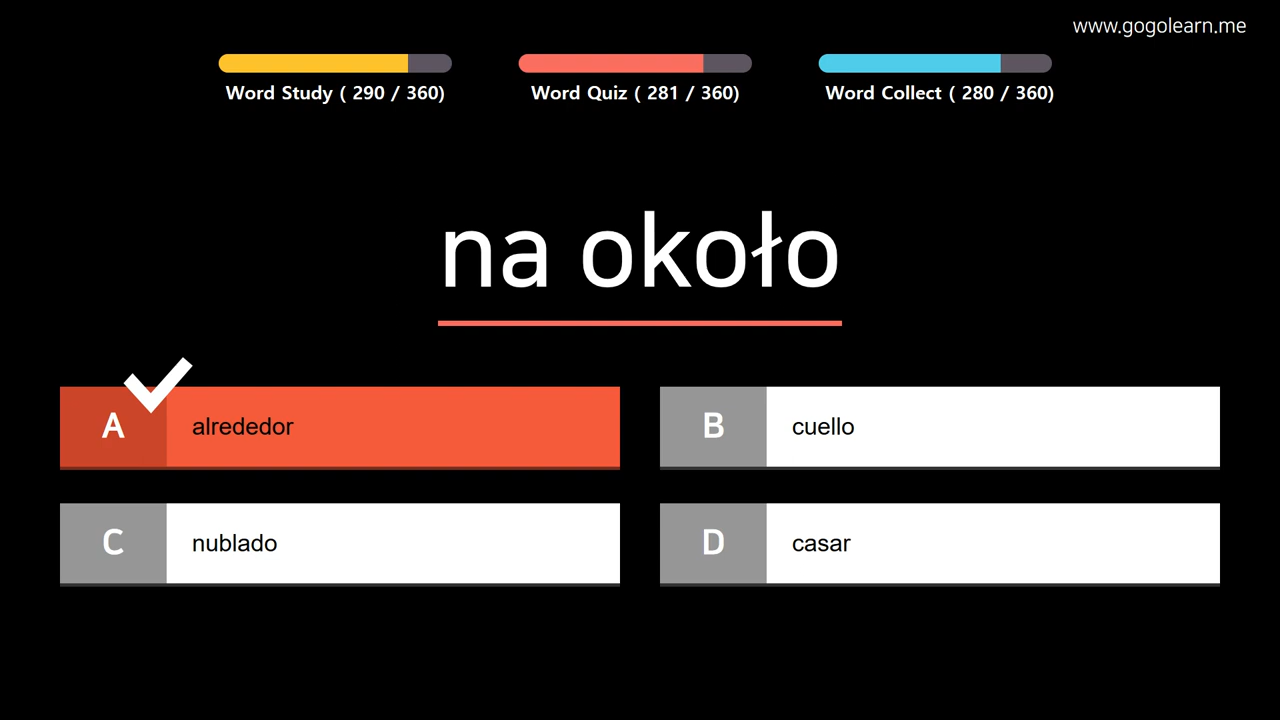 www.gogolearn.me
Word Study ( 290 / 360)
Word Quiz ( 281 / 360)
Word Collect ( 280 / 360)
na około
A alrededor
B cuello
C nublado
D casar